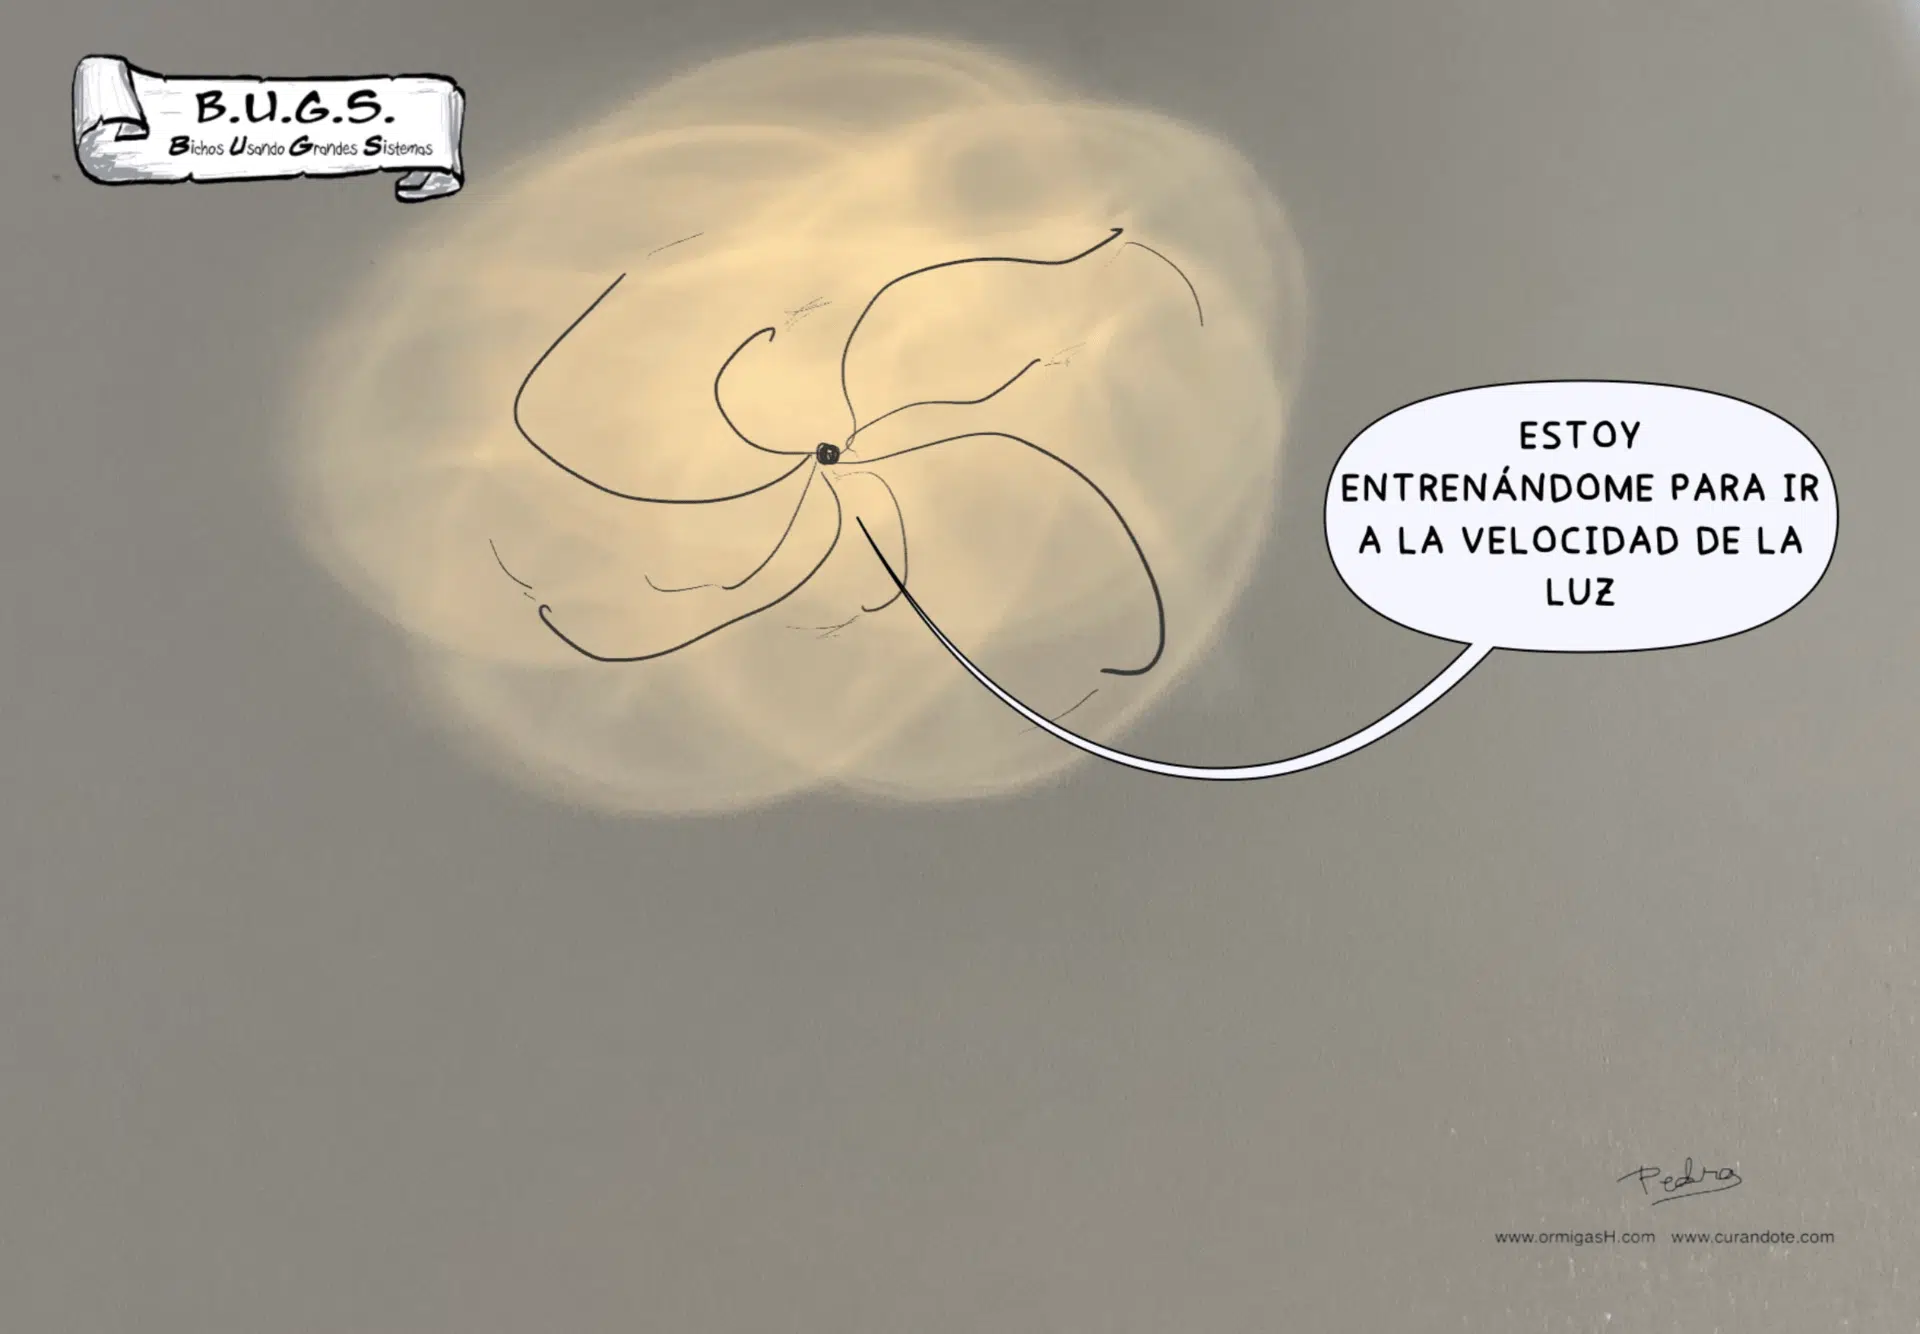 B.U.G.S.
Bichos Usando Grandes Sistemas
ESTOY
ENTRENÁNDOME PARA IR
A LA VELOCIDAD DE LA
LUZ
Pedro
www.ormigasH.com www.curandote.com